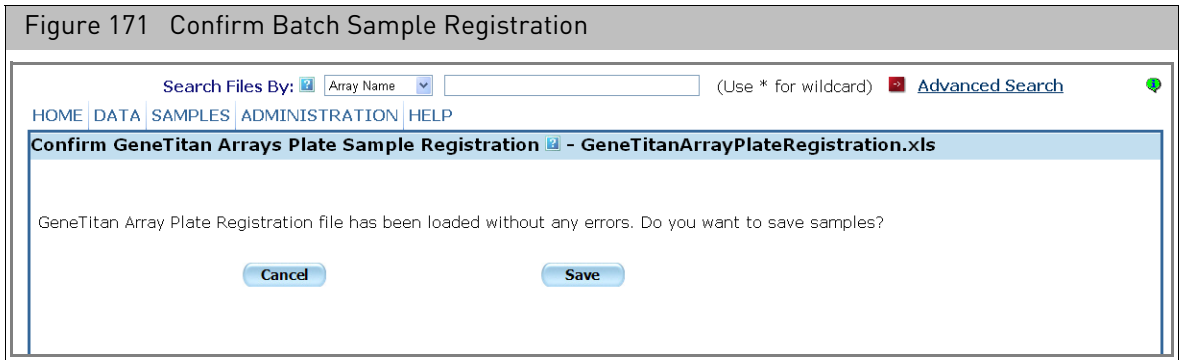 Figure 171 Confirm Batch Sample Registration
Search Files By: ? Array Name (Use * for wildcard) Advanced Search
HOME DATA SAMPLES ADMINISTRATION HELP
Confirm GeneTitan Arrays Plate Sample Registration ? - GeneTitanArrayPlateRegistration.xls
GeneTitan Array Plate Registration file has been loaded without any errors. Do you want to save samples?
Cancel Save